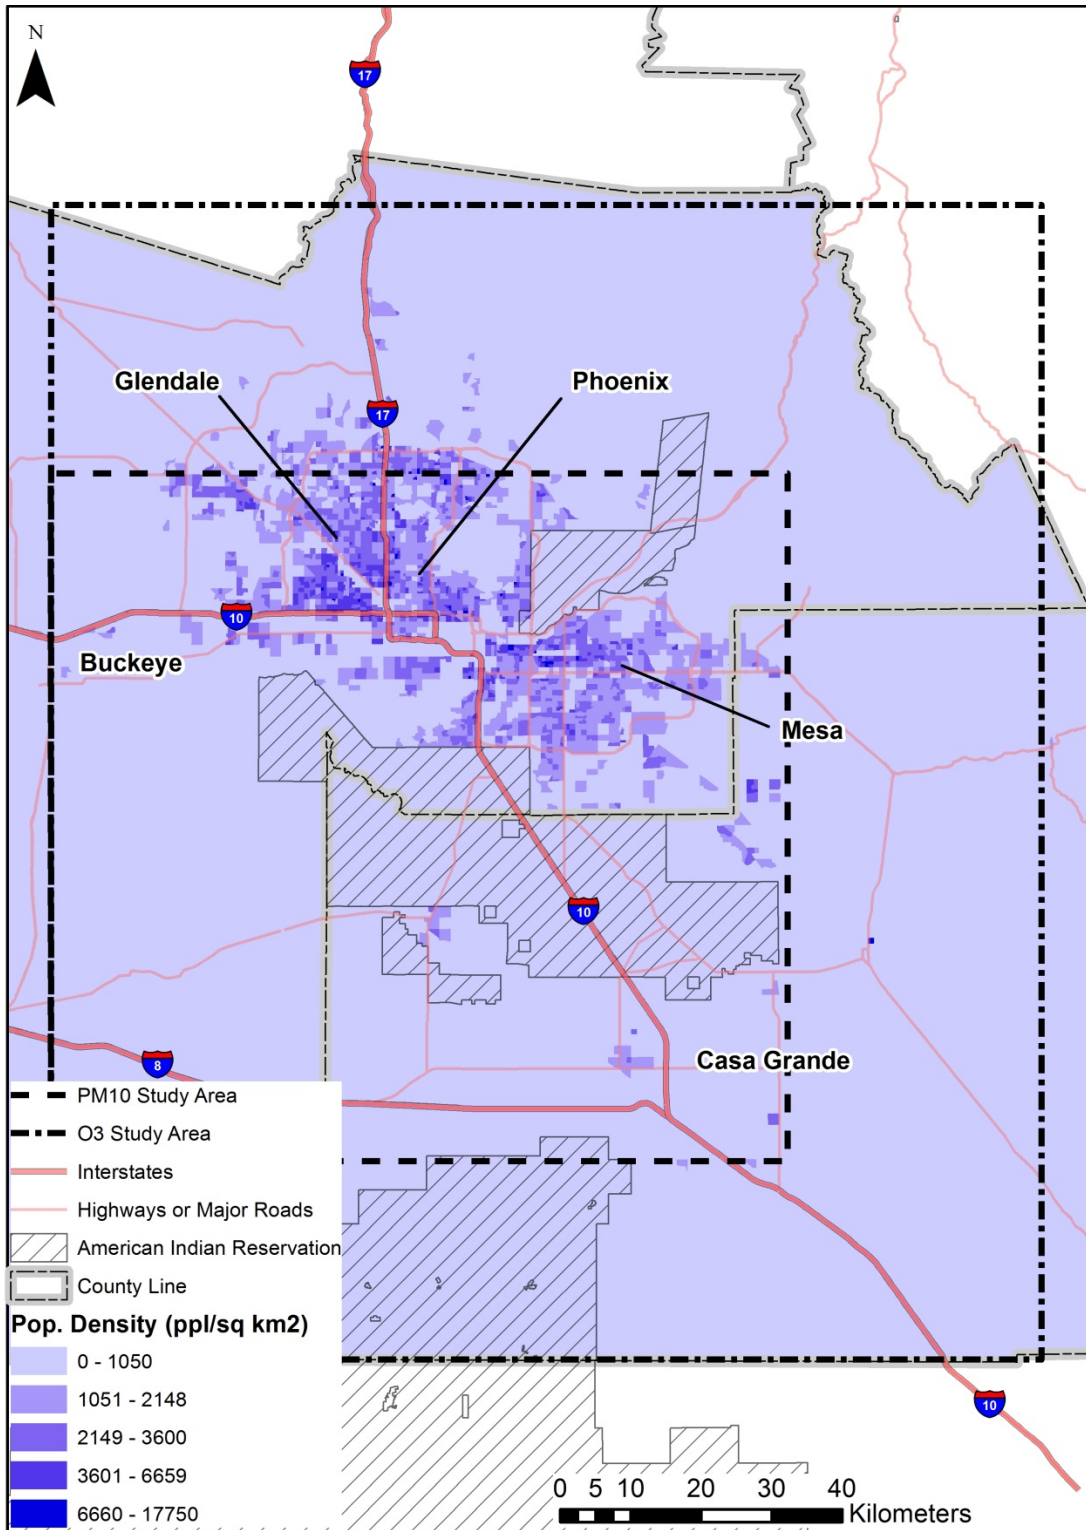 N
17
Glendale
Phoenix
17
10
Buckeye
Mesa
10
8
Casa Grande
PM10 Study Area
O3 Study Area
Interstates
Highways or Major Roads
American Indian Reservation
County Line
Pop. Density (ppl/sq km2)
0 - 1050
1051 - 2148
2149 - 3600
3601 - 6659
6660 - 17750
10
0 5 10 20 30 40
Kilometers